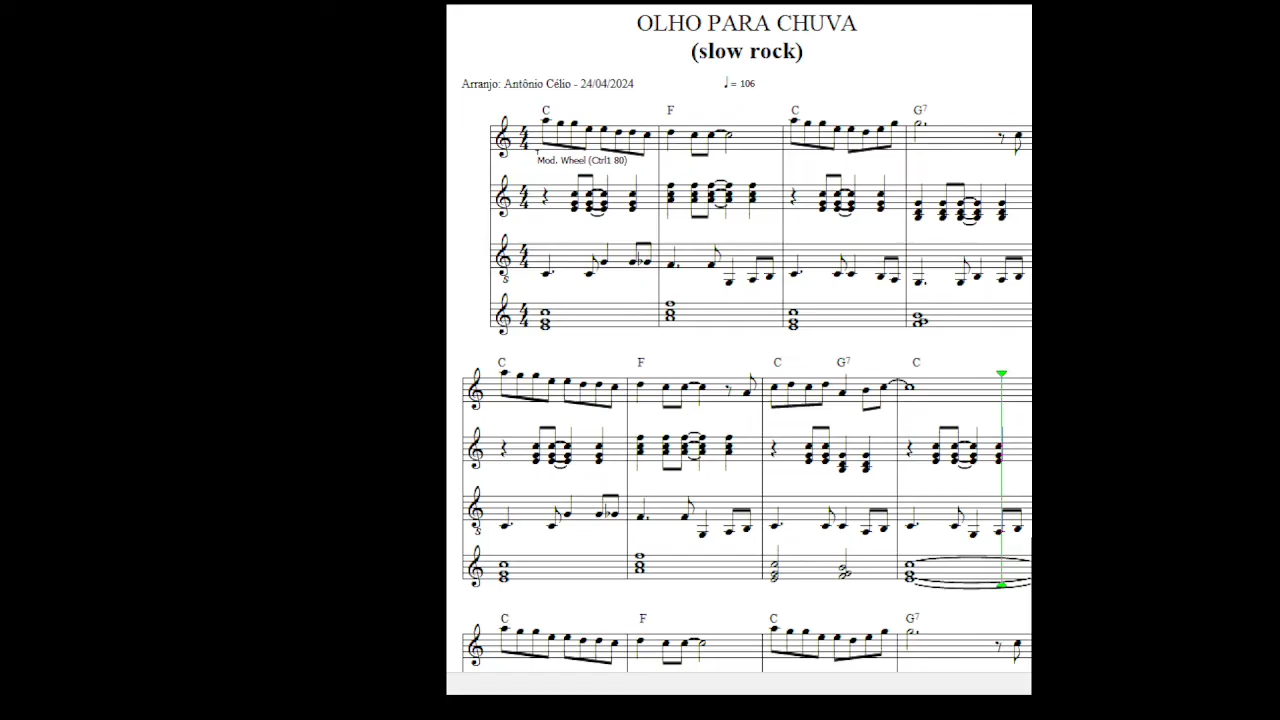 OLHO PARA CHUVA
(slow rock)
Arranjo: Antônio Célio - 24/04/2024 ♩ = 106
C F C G7
Mod. Wheel (Ctrl1 80)
C F C G7 C
C F C G7